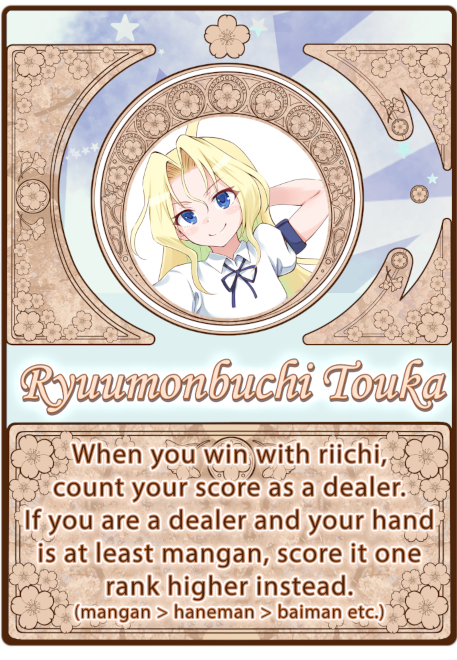 Ryuumonbuchi Touka
When you win with riichi,
count your score as a dealer.
If you are a dealer and your hand
is at least mangan, score it one
rank higher instead.
(mangan > haneman > baiman etc.)